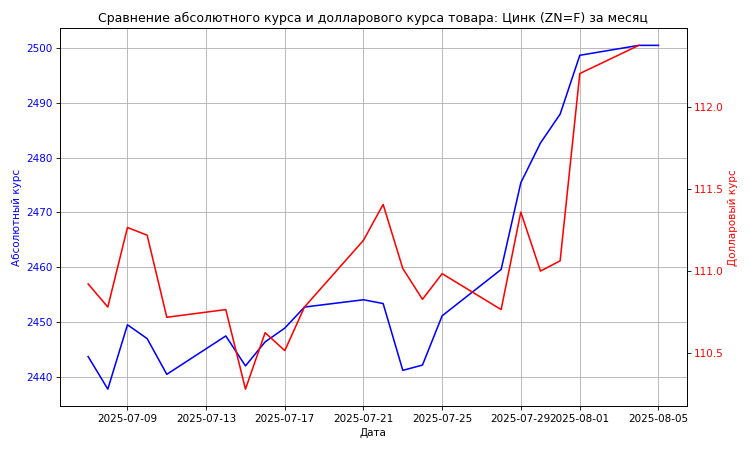 Сравнение абсолютного курса и долларового курса товара: Цинк (ZN=F) за месяц
2500
2490
2480
2470
2460
2450
2440
Абсолютный курс
112.0
111.5
111.0
110.5
Долларовый курс
2025-07-09 2025-07-13 2025-07-17 2025-07-21 2025-07-25 2025-07-29 2025-08-01 2025-08-05
Дата